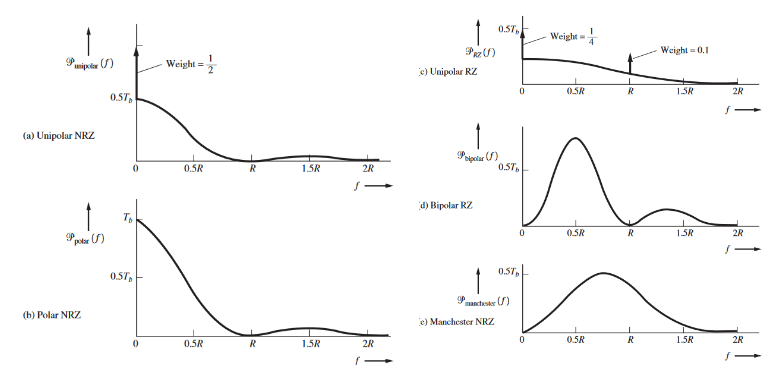 𝒫unipolar (f)
Weight = 1/2
0.5Tb
(a) Unipolar NRZ
0 0.5R R 1.5R 2R
f
𝒫polar (f)
Tb
0.5Tb
(b) Polar NRZ
0 0.5R R 1.5R 2R
f
0.5Tb
𝒫RZ (f)
Weight = 1/4
Weight = 0.1
(c) Unipolar RZ
0 0.5R R 1.5R 2R
f
𝒫bipolar (f)
0.5Tb
(d) Bipolar RZ
0 0.5R R 1.5R 2R
f
0.5Tb
𝒫manchester (f)
(e) Manchester NRZ
0 0.5R R 1.5R 2R
f